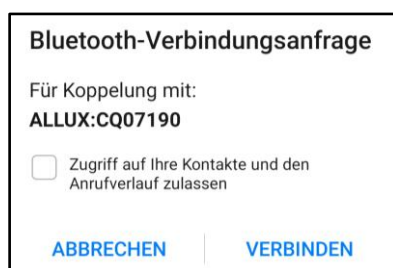 Bluetooth-Verbindungsanfrage
Für Koppelung mit:
ALLUX:CQ07190
Zugriff auf Ihre Kontakte und den
Anrufverlauf zulassen
ABBRECHEN VERBINDEN